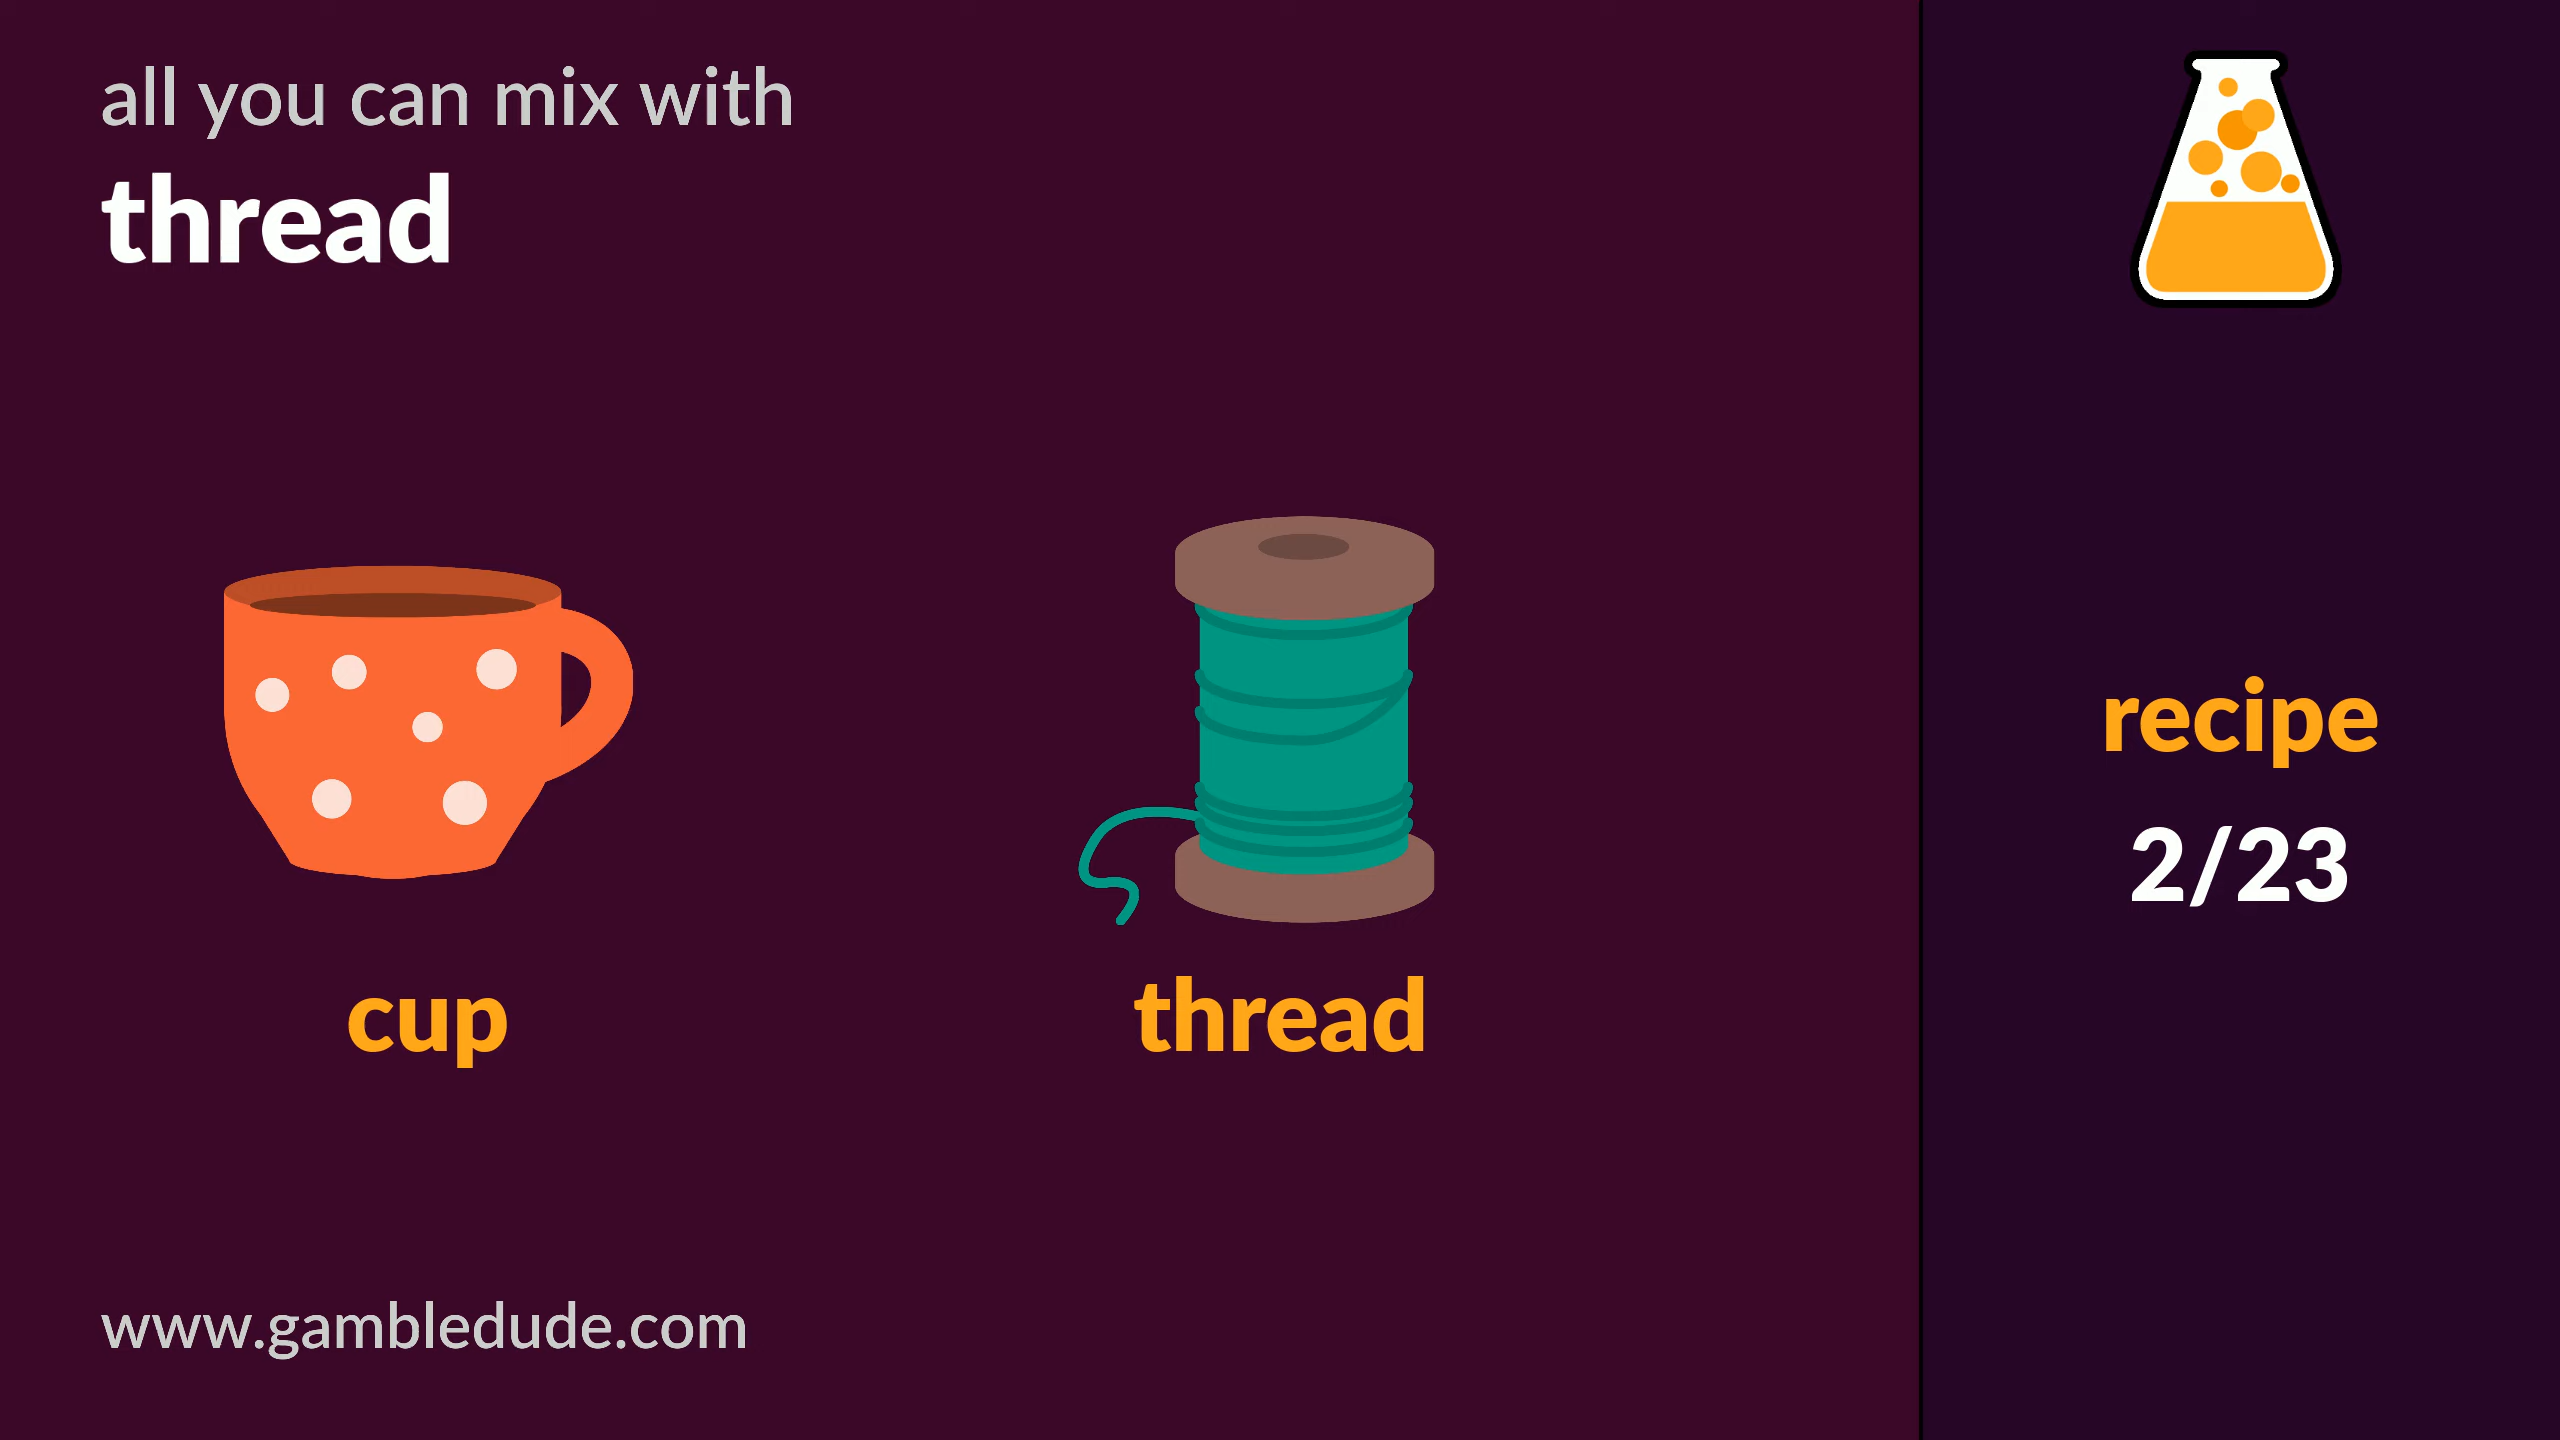 all you can mix with
thread
cup
thread
www.gambledude.com
recipe
2/23